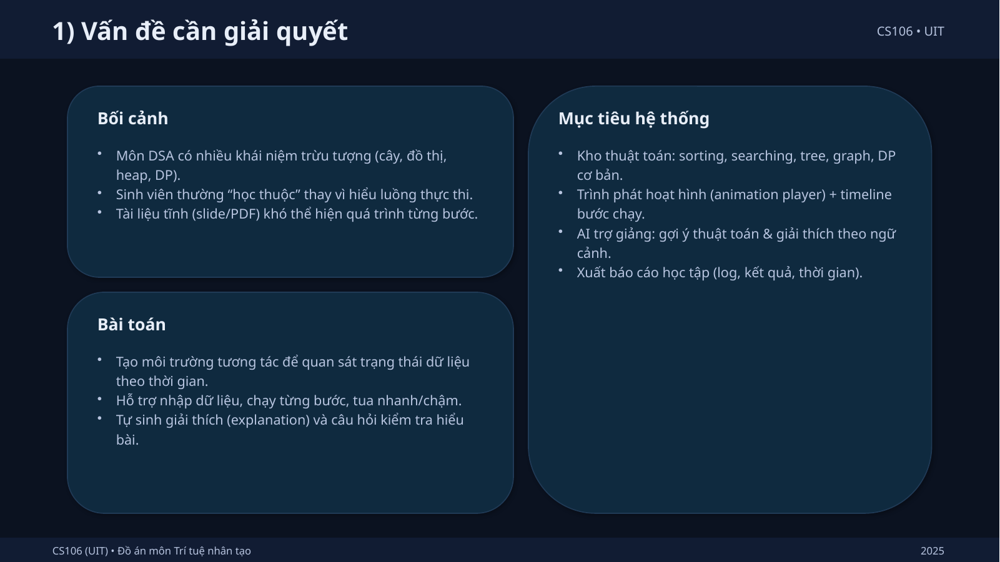 1) Vấn đề cần giải quyết
CS106 • UIT
Bối cảnh
• Môn DSA có nhiều khái niệm trừu tượng (cây, đồ thị,
heap, DP).
• Sinh viên thường “học thuộc” thay vì hiểu luồng thực thi.
• Tài liệu tĩnh (slide/PDF) khó thể hiện quá trình từng bước.
Bài toán
• Tạo môi trường tương tác để quan sát trạng thái dữ liệu
theo thời gian.
• Hỗ trợ nhập dữ liệu, chạy từng bước, tua nhanh/chậm.
• Tự sinh giải thích (explanation) và câu hỏi kiểm tra hiểu
bài.
Mục tiêu hệ thống
• Kho thuật toán: sorting, searching, tree, graph, DP
cơ bản.
• Trình phát hoạt hình (animation player) + timeline
bước chạy.
• AI trợ giảng: gợi ý thuật toán & giải thích theo ngữ
cảnh.
• Xuất báo cáo học tập (log, kết quả, thời gian).
CS106 (UIT) • Đồ án môn Trí tuệ nhân tạo
2025